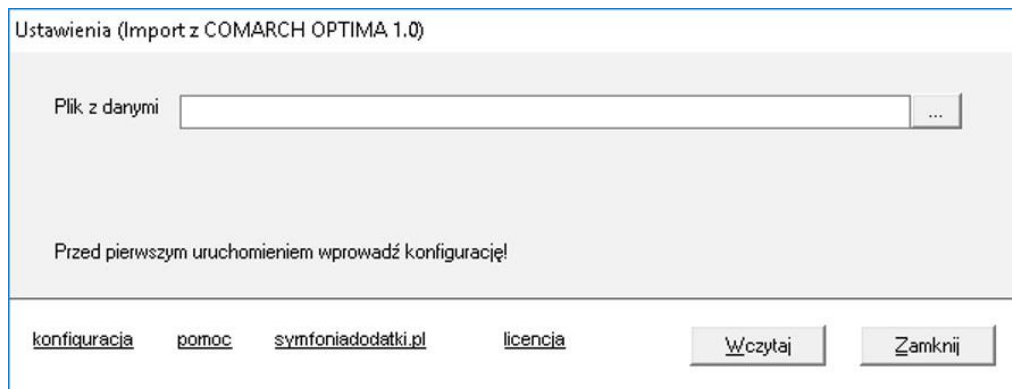 Ustawienia (Import z COMARCH OPTIMA 1.0)
Plik z danymi ...
Przed pierwszym uruchomieniem wprowadź konfigurację!
konfiguracja pomoc symfoniadodatki.pl licencja Wczytaj Zamknij